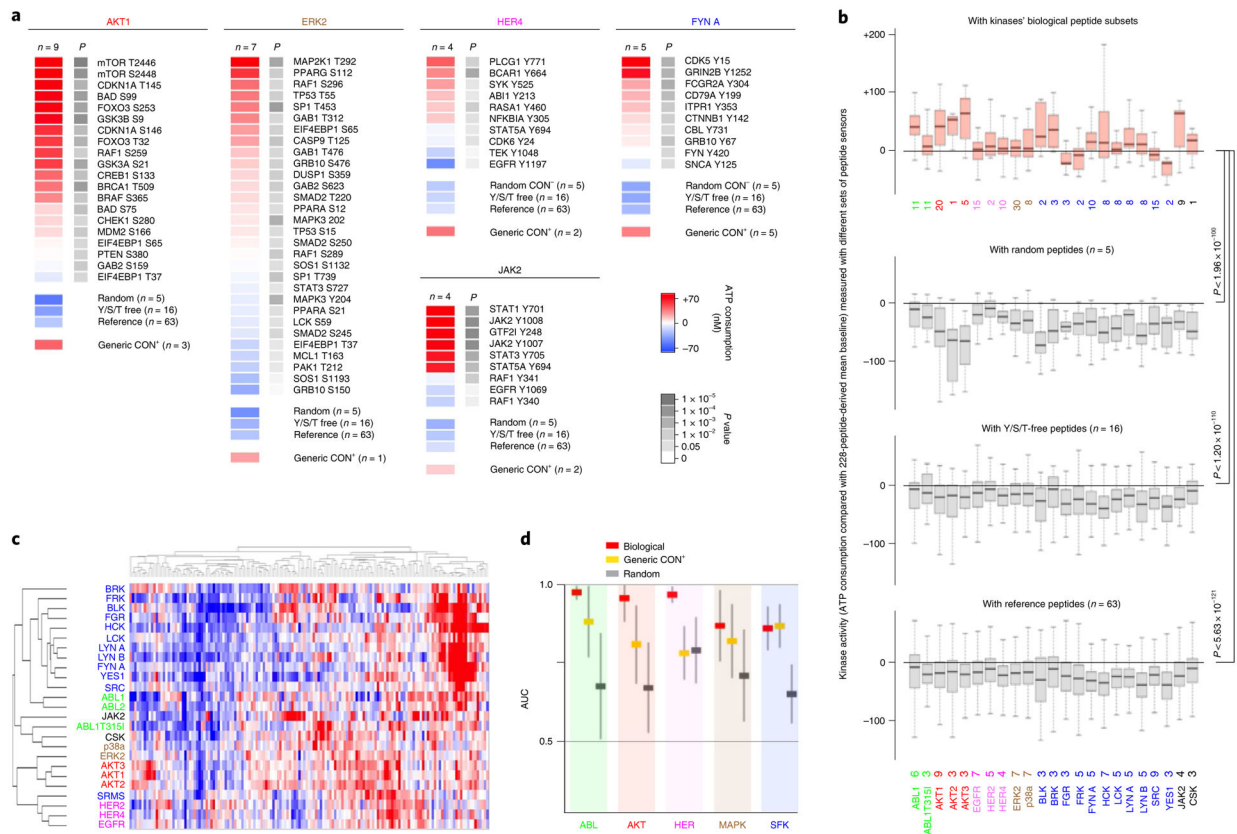 a
AKT1
n = 9 P
mTOR T2446
mTOR S2448
CDKN1A T145
BAD S99
FOXO3 S253
GSK3B S9
CDKN1A S146
FOXO3 T32
RAF1 S259
GSK3A S21
CREB1 S133
BRCA1 T509
BRAF S365
BAD S75
CHEK1 S280
MDM2 S166
EIF4EBP1 S65
PTEN S380
GAB2 S159
EIF4EBP1 T37
Random (n = 5)
Y/S/T free (n = 16)
Reference (n = 63)
Generic CON⁺ (n = 3)
ERK2
n = 7 P
MAP2K1 T292
PPARG S112
RAF1 S296
TP53 T55
SP1 T453
GAB1 T312
EIF4EBP1 S65
CASP9 T125
GAB1 T476
GRB10 S476
DUSP1 S359
GAB2 S623
SMAD2 T220
PPARA S12
MAPK3 202
TP53 S15
SMAD2 S250
RAF1 S289
SOS1 S1132
SP1 T739
STAT3 S727
MAPK3 Y204
PPARA S21
LCK S59
SMAD2 S245
EIF4EBP1 T37
MCL1 T163
PAK1 T212
SOS1 S1193
GRB10 S150
Random (n = 5)
Y/S/T free (n = 16)
Reference (n = 63)
Generic CON⁺ (n = 1)
HER4
n = 4 P
PLCG1 Y771
BCAR1 Y664
SYK Y525
ABI1 Y213
RASA1 Y460
NFKBIA Y305
STAT5A Y694
CDK6 Y24
TEK Y1048
EGFR Y1197
Random CON⁻ (n = 5)
Y/S/T free (n = 16)
Reference (n = 63)
Generic CON⁺ (n = 2)
FYN A
n = 5 P
CDK5 Y15
GRIN2B Y1252
FCGR2A Y304
CD79A Y199
ITPR1 Y353
CTNNB1 Y142
CBL Y731
GRB10 Y67
FYN Y420
SNCA Y125
Random CON⁻ (n = 5)
Y/S/T free (n = 16)
Reference (n = 63)
Generic CON⁺ (n = 5)
JAK2
n = 4 P
STAT1 Y701
JAK2 Y1008
GTF2I Y248
JAK2 Y1007
STAT3 Y705
STAT5A Y694
RAF1 Y341
EGFR Y1069
RAF1 Y340
Random (n = 5)
Y/S/T free (n = 16)
Reference (n = 63)
Generic CON⁺ (n = 2)
+70
0
−70
ATP consumption
(nM)
1 × 10⁻⁵
1 × 10⁻⁴
1 × 10⁻³
1 × 10⁻²
0.05
0
P value
b
Kinase activity (ATP consumption compared with 228-peptide-derived mean baseline) measured with different sets of peptide sensors
With kinases' biological peptide subsets
+200
+100
0
11 11 20 1 5 15 2 10 30 8 2 3 3 2 10 8 8 8 8 15 2 9 1
With random peptides (n = 5)
0
−100
With Y/S/T-free peptides (n = 16)
0
−100
With reference peptides (n = 63)
0
−100
P < 1.96 × 10⁻¹⁰⁰
P < 1.20 × 10⁻¹¹⁰
P < 5.63 × 10⁻¹²¹
ABL1 6
ABL1T315I 3
AKT1 9
AKT2 3
AKT3 3
EGFR 7
HER2 5
HER4 4
ERK2 7
p38a 7
BLK 3
BRK 3
FGR 3
FRK 5
FYN A 5
HCK 7
LCK 5
LYN A 5
LYN B 5
SRC 9
YES1 3
JAK2 4
CSK 3
c
BRK
FRK
BLK
FGR
HCK
LCK
LYN A
LYN B
FYN A
YES1
SRC
ABL1
ABL2
JAK2
ABL1T315I
CSK
p38a
ERK2
AKT3
AKT1
AKT2
SRMS
HER2
HER4
EGFR
d
Biological
Generic CON⁺
Random
1.0
0.5
AUC
ABL AKT HER MAPK SFK